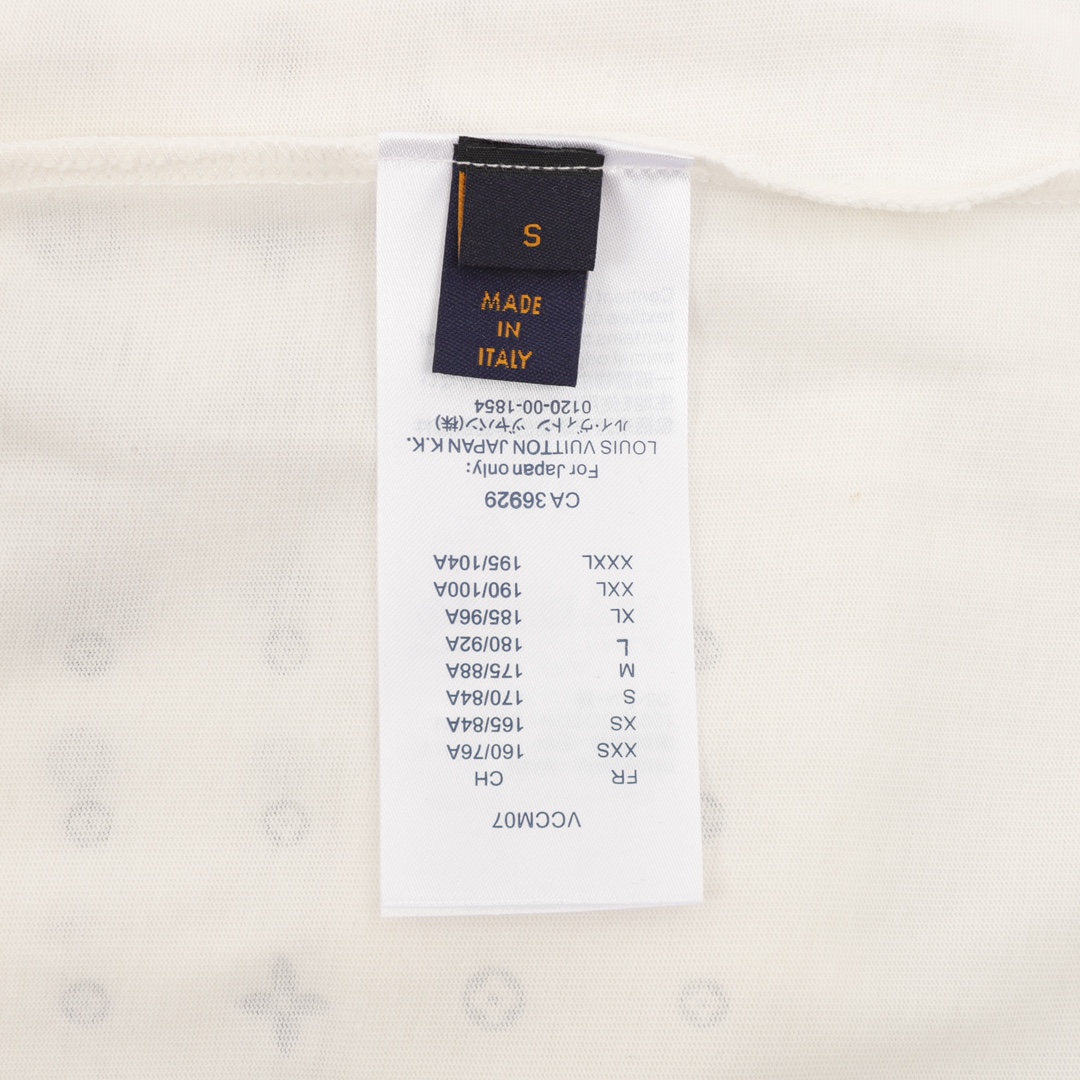 S
MADE
IN
ITALY
VCCM07
FR CH
XXS 160/76A
XS 165/84A
S 170/84A
M 175/88A
L 180/92A
XL 185/96A
XXL 190/100A
XXXL 195/104A
CA 36929
For Japan only:
LOUIS VUITTON JAPAN K.K.
ルイ・ヴィトン ジャパン(株)
0120-00-1854